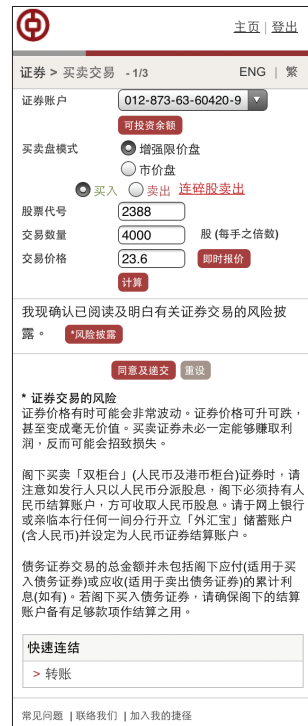 主页 | 登出
证券 > 买卖交易 - 1/3 ENG | 繁
证券账户 012-873-63-60420-9
可投资余额
买卖盘模式 增强限价盘
市价盘
买入 卖出 连碎股卖出
股票代号 2388
交易数量 4000 股 (每手之倍数)
交易价格 23.6 即时报价
计算
我现确认已阅读及明白有关证券交易的风险披
露。 *风险披露
同意及递交 重设
* 证券交易的风险
证券价格有时可能会非常波动。证券价格可升可跌，
甚至变成毫无价值。买卖证券未必一定能够赚取利
润，反而可能会招致损失。
阁下买卖「双柜台」(人民币及港币柜台)证券时，请
注意如发行人只以人民币分派股息，阁下必须持有人
民币结算账户，方可收取人民币股息。请于网上银行
或亲临本行任何一间分行开立「外汇宝」储蓄账户
(含人民币)并设定为人民币证券结算账户。
债务证券交易的总金额并未包括阁下应付(适用于买
入债务证券)或应收(适用于卖出债务证券)的累计利
息(如有)。若阁下买入债务证券，请确保阁下的结算
账户备有足够款项作结算之用。
快速连结
> 转账
常见问题 | 联络我们 | 加入我的捷径